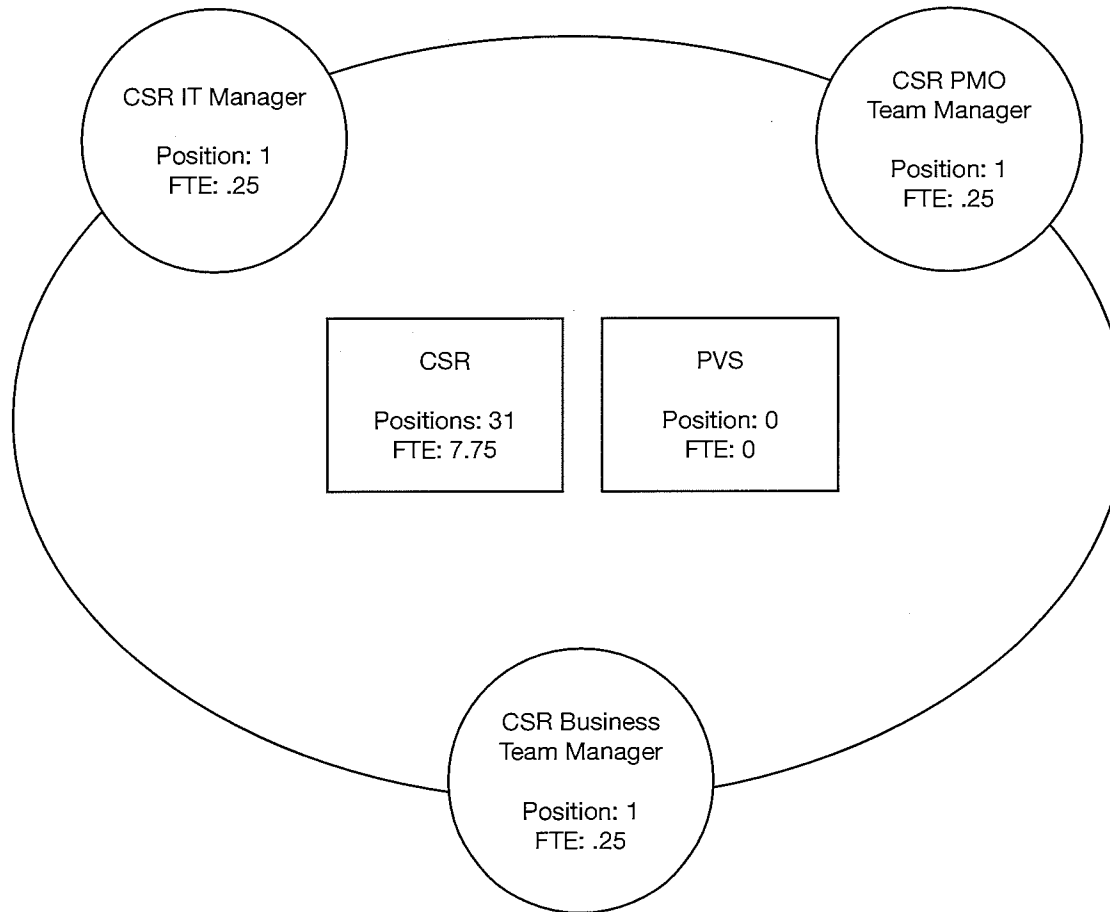 CSR IT Manager
Position: 1
FTE: .25
CSR PMO
Team Manager
Position: 1
FTE: .25
CSR
Positions: 31
FTE: 7.75
PVS
Position: 0
FTE: 0
CSR Business
Team Manager
Position: 1
FTE: .25